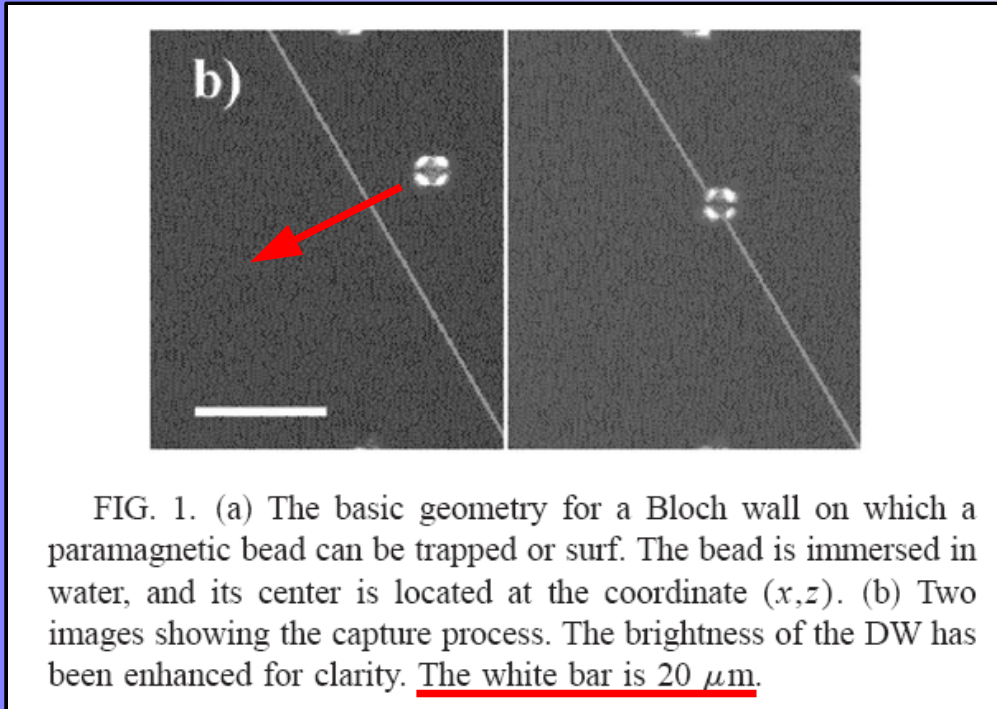 b)
FIG. 1. (a) The basic geometry for a Bloch wall on which a
paramagnetic bead can be trapped or surf. The bead is immersed in
water, and its center is located at the coordinate (x,z). (b) Two
images showing the capture process. The brightness of the DW has
been enhanced for clarity. The white bar is 20 μm.